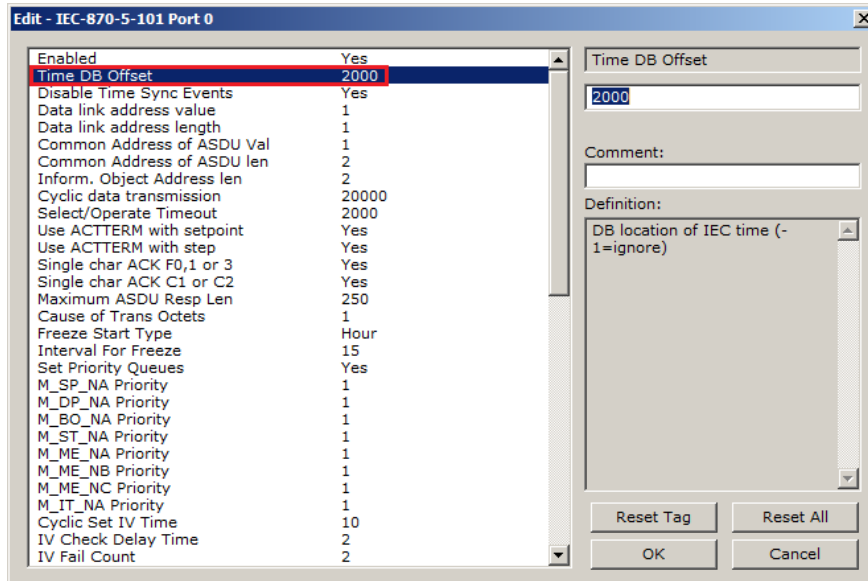 Edit - IEC-870-5-101 Port 0
Enabled Yes
Time DB Offset 2000
Disable Time Sync Events Yes
Data link address value 1
Data link address length 1
Common Address of ASDU Val 1
Common Address of ASDU len 2
Inform. Object Address len 2
Cyclic data transmission 20000
Select/Operate Timeout 2000
Use ACTTERM with setpoint Yes
Use ACTTERM with step Yes
Single char ACK F0,1 or 3 Yes
Single char ACK C1 or C2 Yes
Maximum ASDU Resp Len 250
Cause of Trans Octets 1
Freeze Start Type Hour
Interval For Freeze 15
Set Priority Queues Yes
M_SP_NA Priority 1
M_DP_NA Priority 1
M_BO_NA Priority 1
M_ST_NA Priority 1
M_ME_NA Priority 1
M_ME_NB Priority 1
M_ME_NC Priority 1
M_IT_NA Priority 1
Cyclic Set IV Time 10
IV Check Delay Time 2
IV Fail Count 2
Time DB Offset
2000
Comment:
Definition:
DB location of IEC time (-
1=ignore)
Reset Tag Reset All
OK Cancel